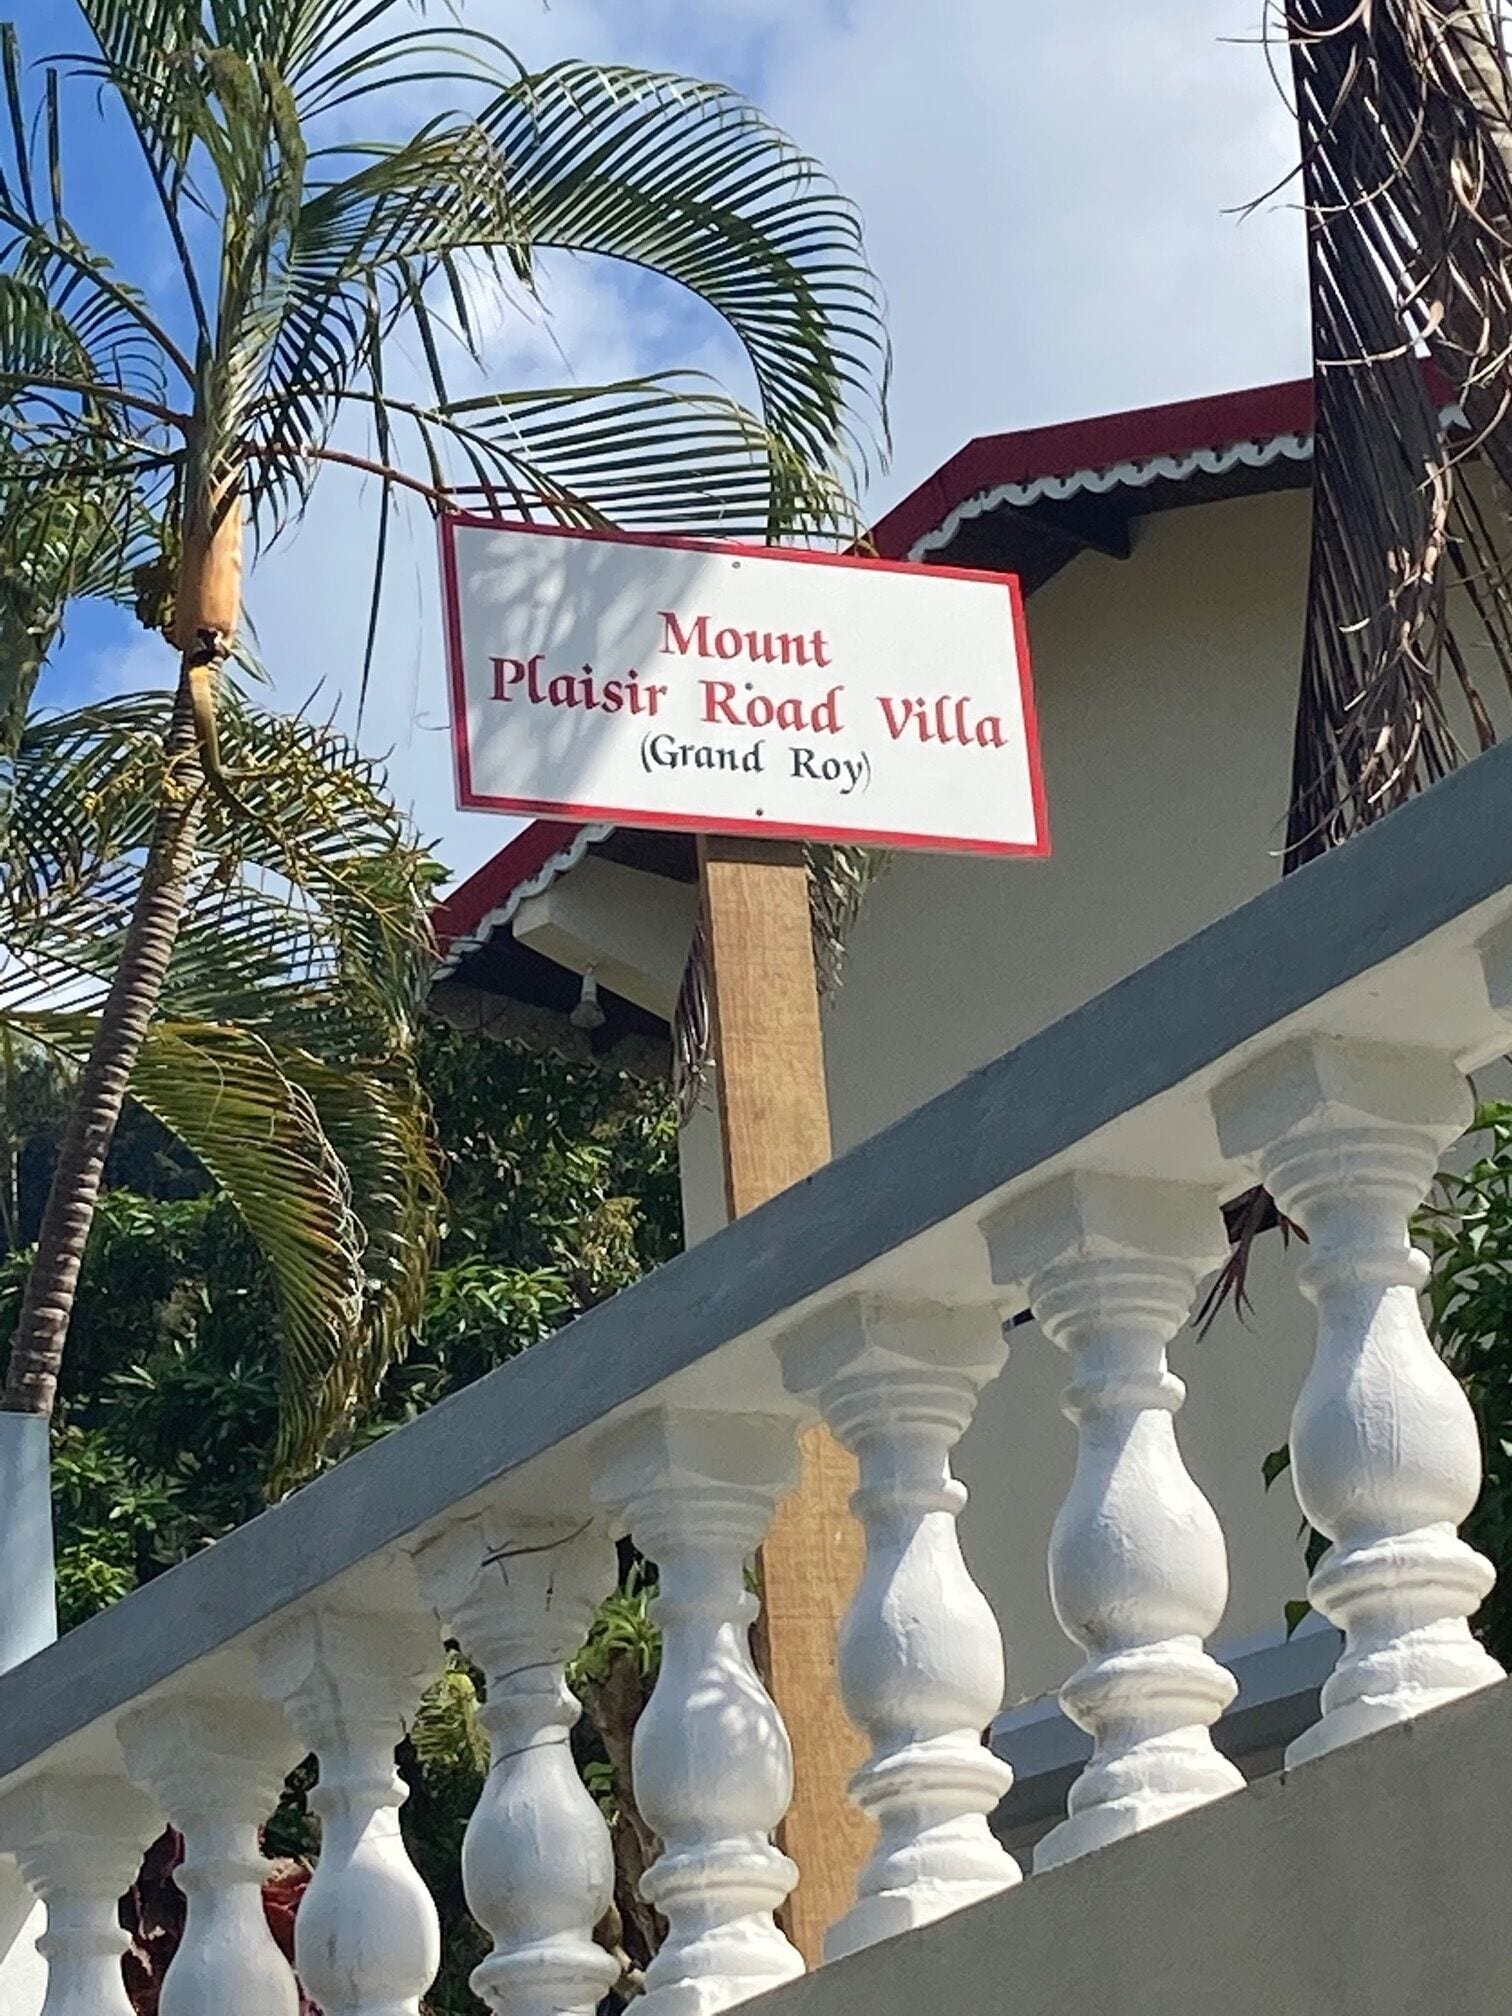 Mount
Plaisir Road Villa
(Grand Roy)